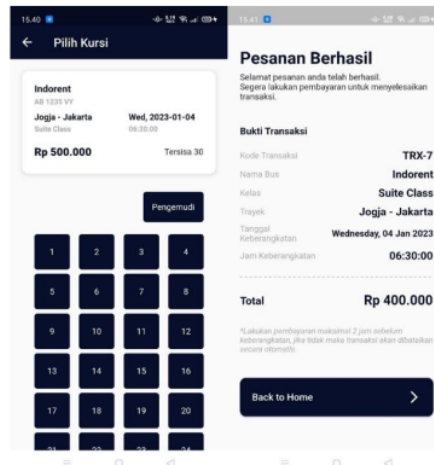 15.40
Pilih Kursi
Indorent
AB 1235 VY
Jogja - Jakarta
Wed, 2023-01-04
Suite Class
06:30:00
Rp 500.000
Tersisa 30
Pengemudi
1 2 3 4
5 6 7 8
9 10 11 12
13 14 15 16
17 18 19 20
21 22 23 24
15.41
Pesanan Berhasil
Selamat pesanan anda telah berhasil.
Segera lakukan pembayaran untuk menyelesaikan
transaksi.
Bukti Transaksi
Kode Transaksi TRX-7
Nama Bus Indorent
Kelas Suite Class
Trayek Jogja - Jakarta
Tanggal
Keberangkatan Wednesday, 04 Jan 2023
Jam Keberangkatan 06:30:00
Total Rp 400.000
*Lakukan pembayaran maksimal 2 jam sebelum
keberangkatan, jika tidak maka transaksi akan dibatalkan
secara otomatis.
Back to Home